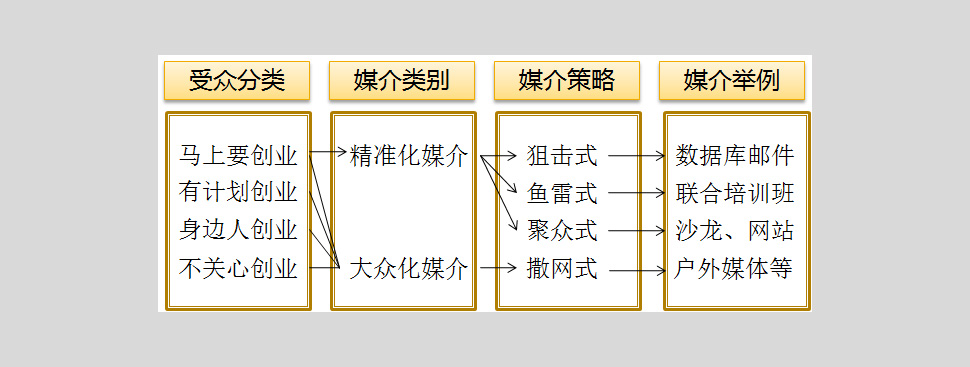 受众分类 媒介类别 媒介策略 媒介举例
马上要创业 精准化媒介 狙击式 数据库邮件
有计划创业 鱼雷式 联合培训班
身边人创业 聚众式 沙龙、网站
不关心创业 大众化媒介 撒网式 户外媒体等